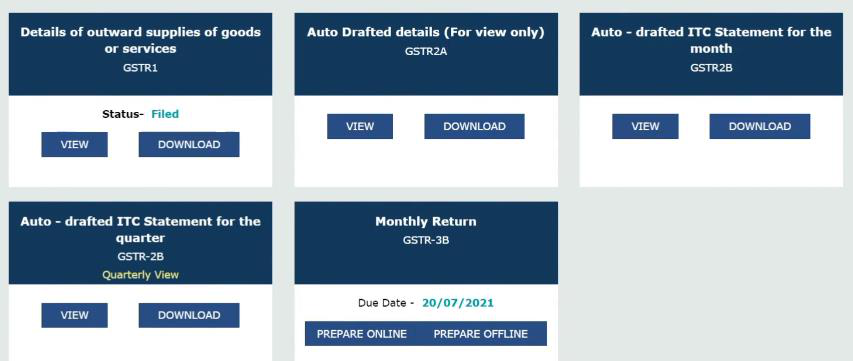 Details of outward supplies of goods
or services
GSTR1
Status- Filed
VIEW DOWNLOAD
Auto Drafted details (For view only)
GSTR2A
VIEW DOWNLOAD
Auto - drafted ITC Statement for the
month
GSTR2B
VIEW DOWNLOAD
Auto - drafted ITC Statement for the
quarter
GSTR-2B
Quarterly View
VIEW DOWNLOAD
Monthly Return
GSTR-3B
Due Date - 20/07/2021
PREPARE ONLINE PREPARE OFFLINE